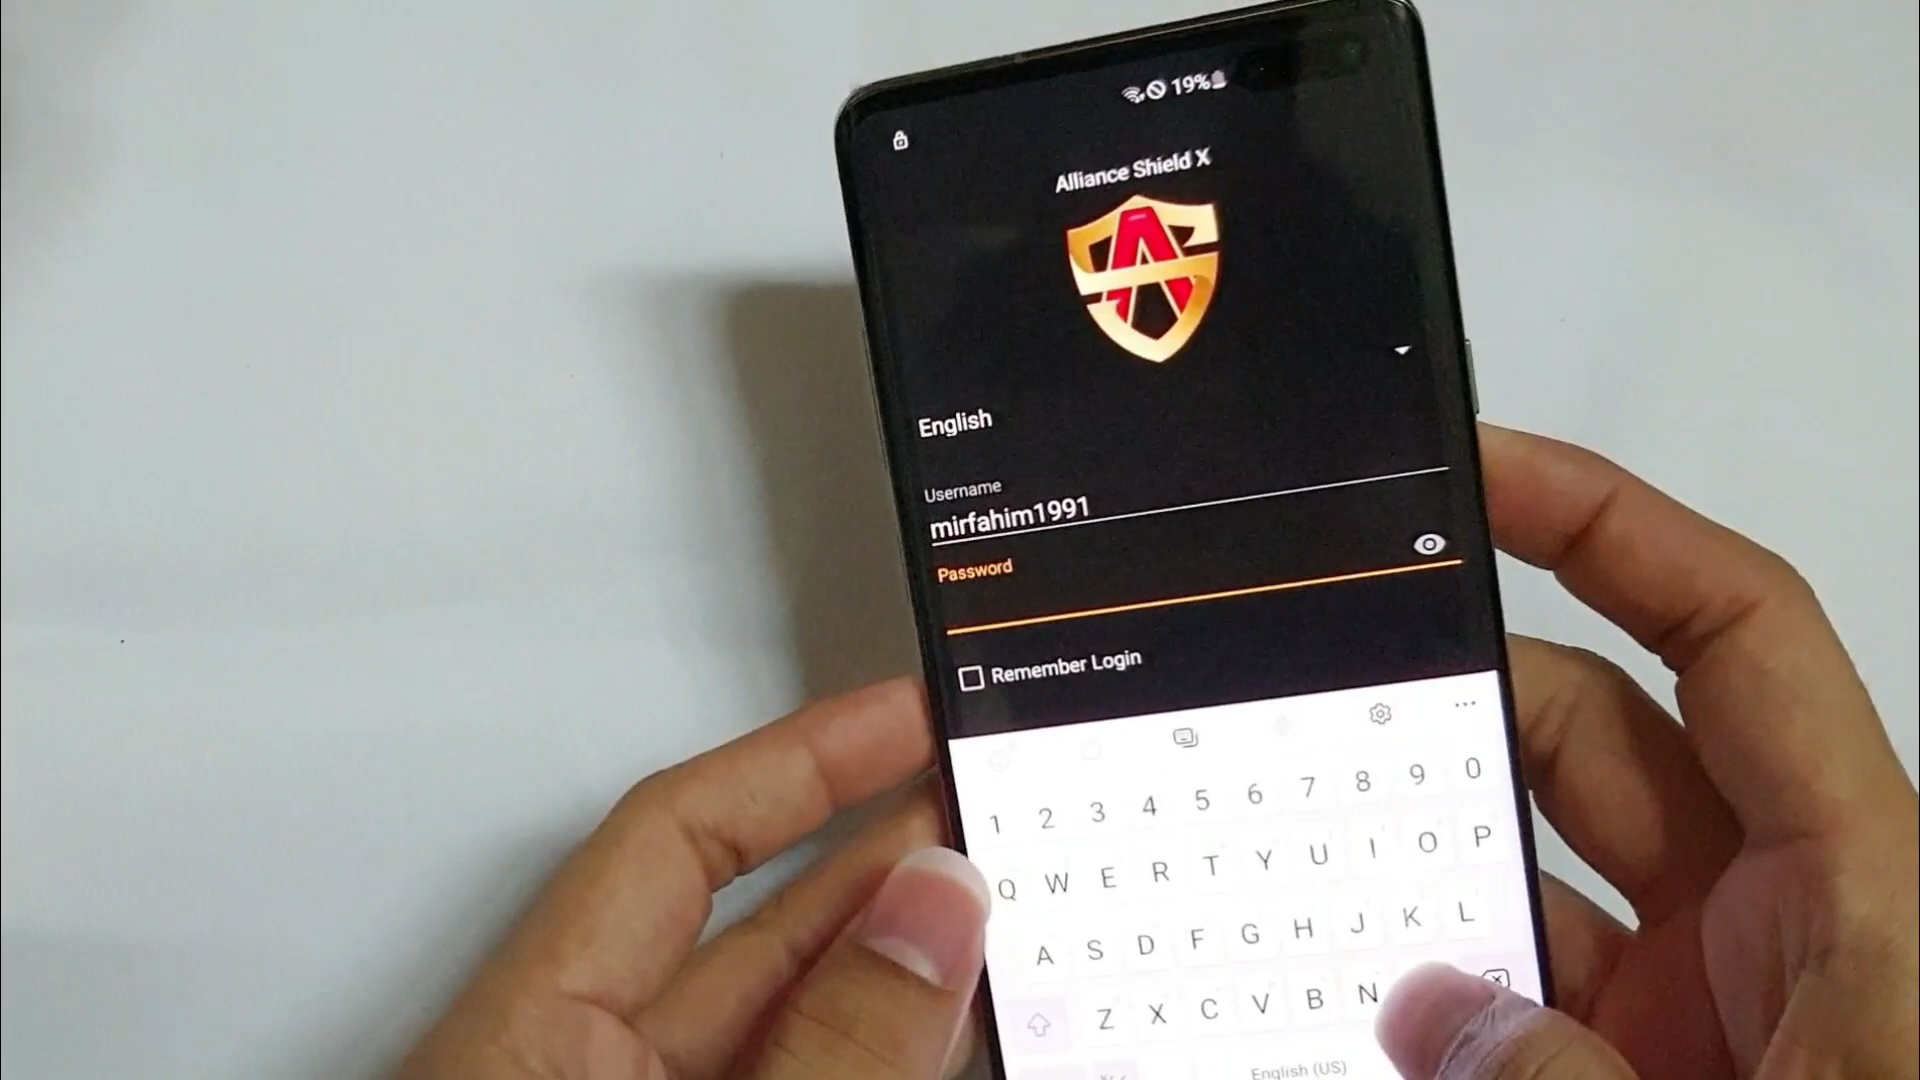 19%
Alliance Shield X
English
Username
mirfahim1991
Password
Remember Login
1 2 3 4 5 6 7 8 9 0
Q W E R T Y U I O P
A S D F G H J K L
Z X C V B N
English (US)